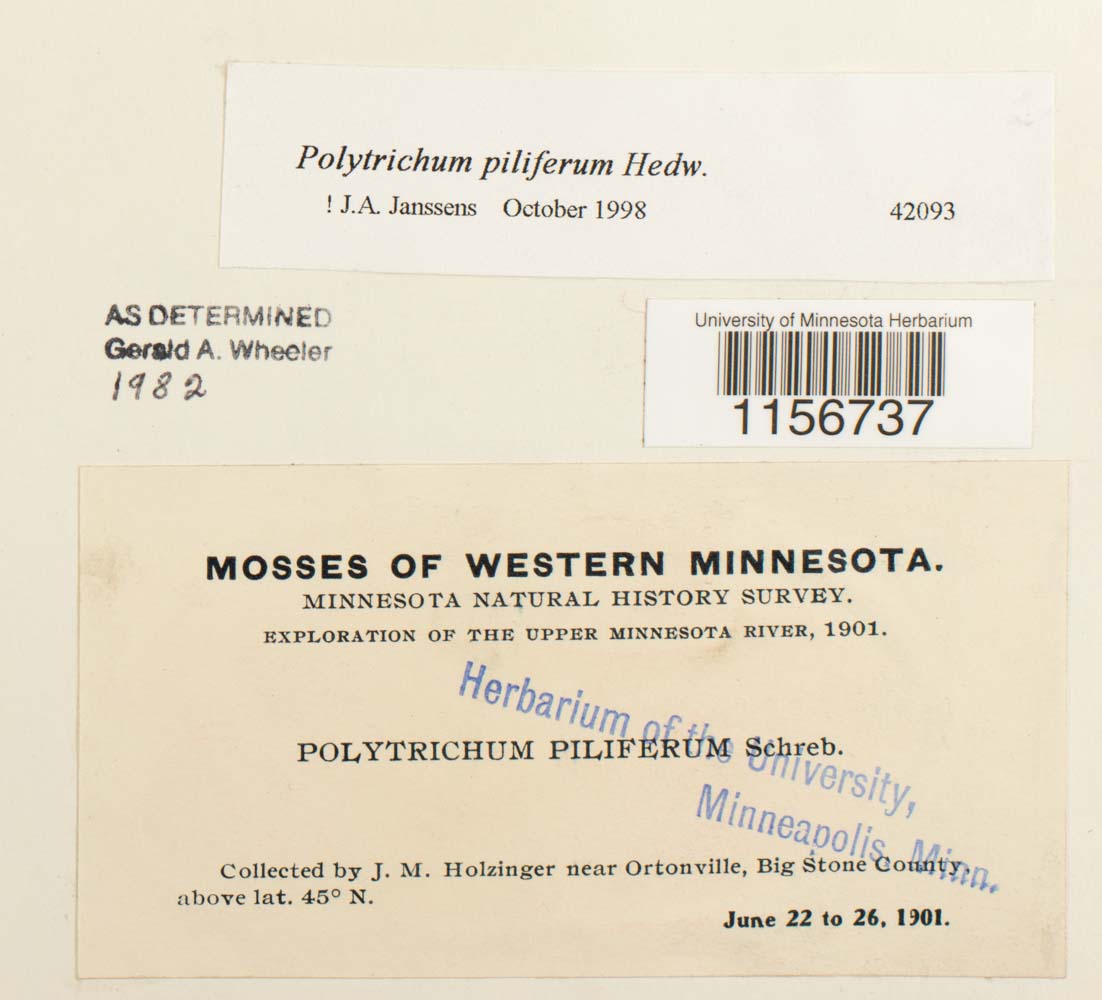 Polytrichum piliferum Hedw.
! J.A. Janssens October 1998 42093
AS DETERMINED
Gerald A. Wheeler
1982
University of Minnesota Herbarium
1156737
MOSSES OF WESTERN MINNESOTA.
MINNESOTA NATURAL HISTORY SURVEY.
EXPLORATION OF THE UPPER MINNESOTA RIVER, 1901.
Herbarium of the University,
Minneapolis, Minn.
POLYTRICHUM PILIFERUM Schreb.
Collected by J. M. Holzinger near Ortonville, Big Stone County,
above lat. 45° N.
June 22 to 26, 1901.